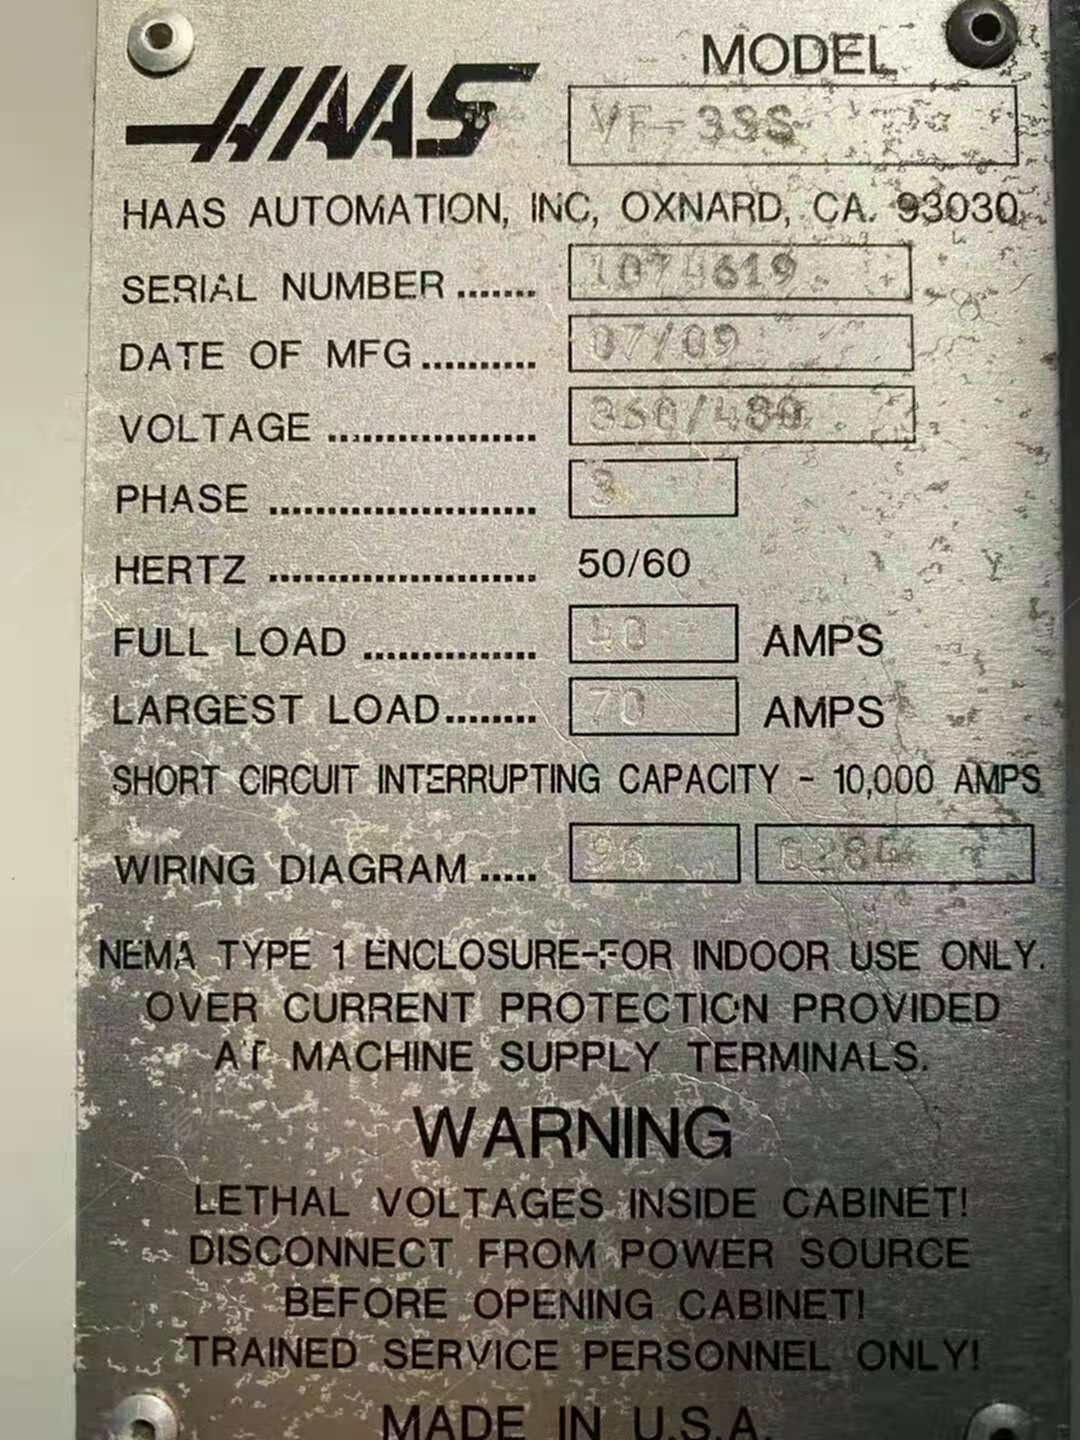 HAAS
MODEL
VF-3SS
HAAS AUTOMATION, INC, OXNARD, CA. 93030
SERIAL NUMBER .......
DATE OF MFG .......... 07/09
VOLTAGE .................. 360/480
PHASE ....................... 3
HERTZ ....................... 50/60
FULL LOAD ............... 40 AMPS
LARGEST LOAD........ 70 AMPS
SHORT CIRCUIT INTERRUPTING CAPACITY - 10,000 AMPS
WIRING DIAGRAM ..... 96
NEMA TYPE 1 ENCLOSURE-FOR INDOOR USE ONLY.
OVER CURRENT PROTECTION PROVIDED
AT MACHINE SUPPLY TERMINALS.
WARNING
LETHAL VOLTAGES INSIDE CABINET!
DISCONNECT FROM POWER SOURCE
BEFORE OPENING CABINET!
TRAINED SERVICE PERSONNEL ONLY!
MADE IN U.S.A.